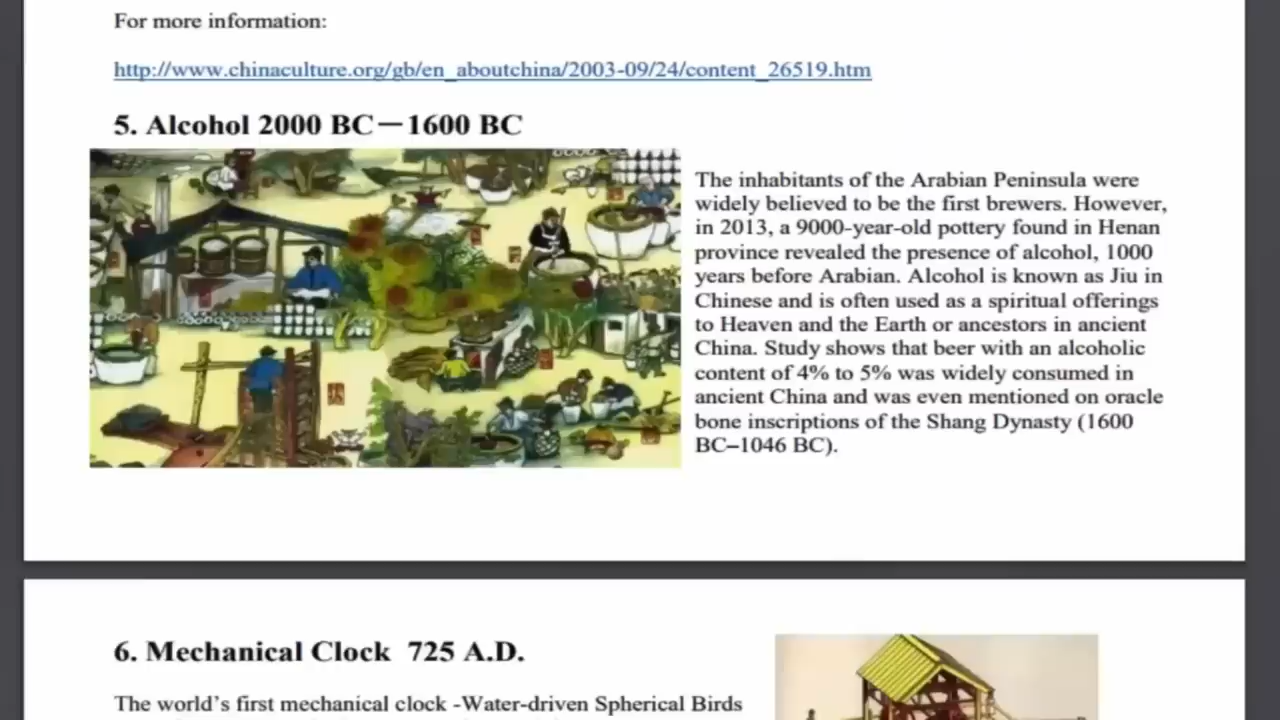 For more information:
http://www.chinaculture.org/gb/en_aboutchina/2003-09/24/content_26519.htm
5. Alcohol 2000 BC—1600 BC
The inhabitants of the Arabian Peninsula were
widely believed to be the first brewers. However,
in 2013, a 9000-year-old pottery found in Henan
province revealed the presence of alcohol, 1000
years before Arabian. Alcohol is known as Jiu in
Chinese and is often used as a spiritual offerings
to Heaven and the Earth or ancestors in ancient
China. Study shows that beer with an alcoholic
content of 4% to 5% was widely consumed in
ancient China and was even mentioned on oracle
bone inscriptions of the Shang Dynasty (1600
BC–1046 BC).
6. Mechanical Clock 725 A.D.
The world’s first mechanical clock -Water-driven Spherical Birds